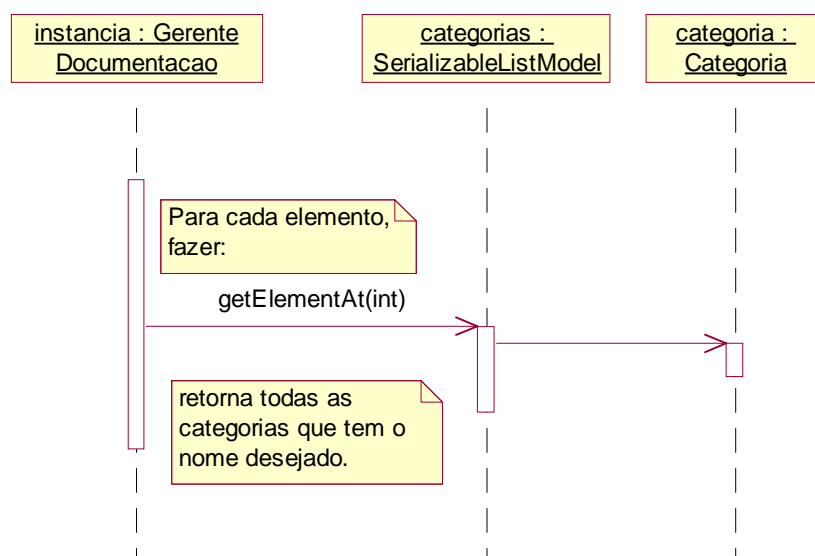 instancia : Gerente
Documentacao
categorias :
SerializableListModel
categoria :
Categoria
Para cada elemento,
fazer:
getElementAt(int)
retorna todas as
categorias que tem o
nome desejado.